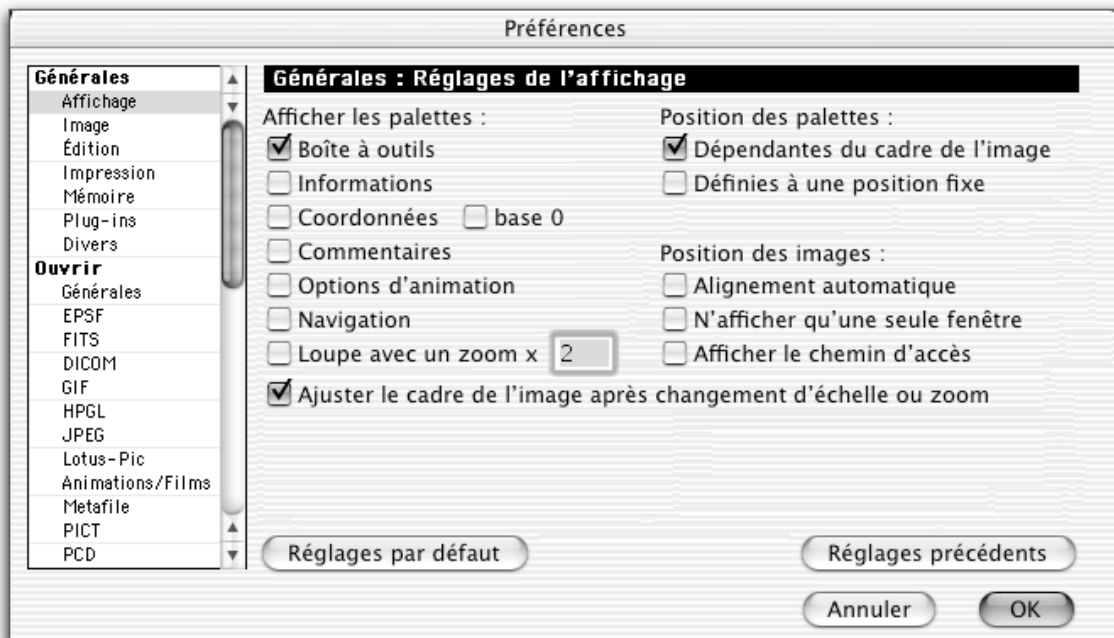 Préférences
Générales
Affichage
Image
Édition
Impression
Mémoire
Plug-ins
Divers
Ouvrir
Générales
EPSF
FITS
DICOM
GIF
HPGL
JPEG
Lotus-Pic
Animations/Films
Metafile
PICT
PCD
Générales : Réglages de l'affichage
Afficher les palettes :
Boîte à outils
Informations
Coordonnées base 0
Commentaires
Options d'animation
Navigation
Loupe avec un zoom x 2
Position des palettes :
Dépendantes du cadre de l'image
Définies à une position fixe
Position des images :
Alignement automatique
N'afficher qu'une seule fenêtre
Afficher le chemin d'accès
Ajuster le cadre de l'image après changement d'échelle ou zoom
Réglages par défaut
Réglages précédents
Annuler
OK